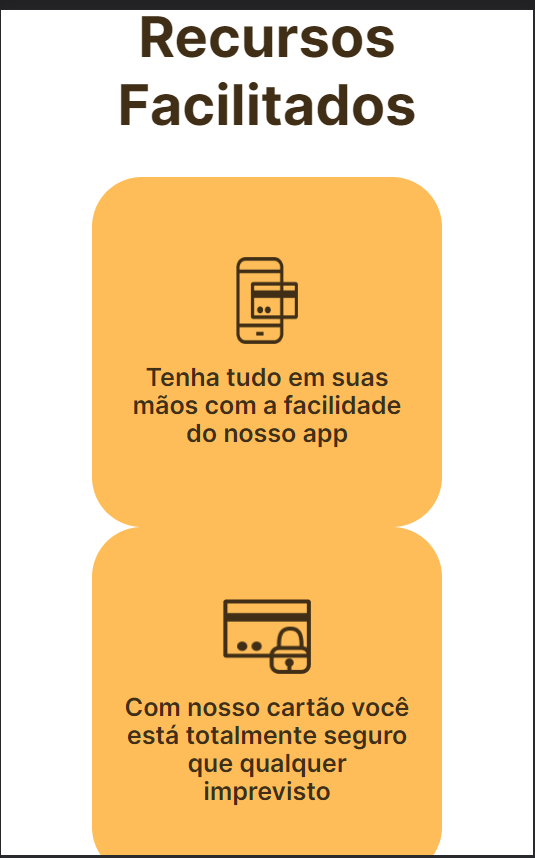 Recursos
Facilitados
Tenha tudo em suas
mãos com a facilidade
do nosso app
Com nosso cartão você
está totalmente seguro
que qualquer
imprevisto